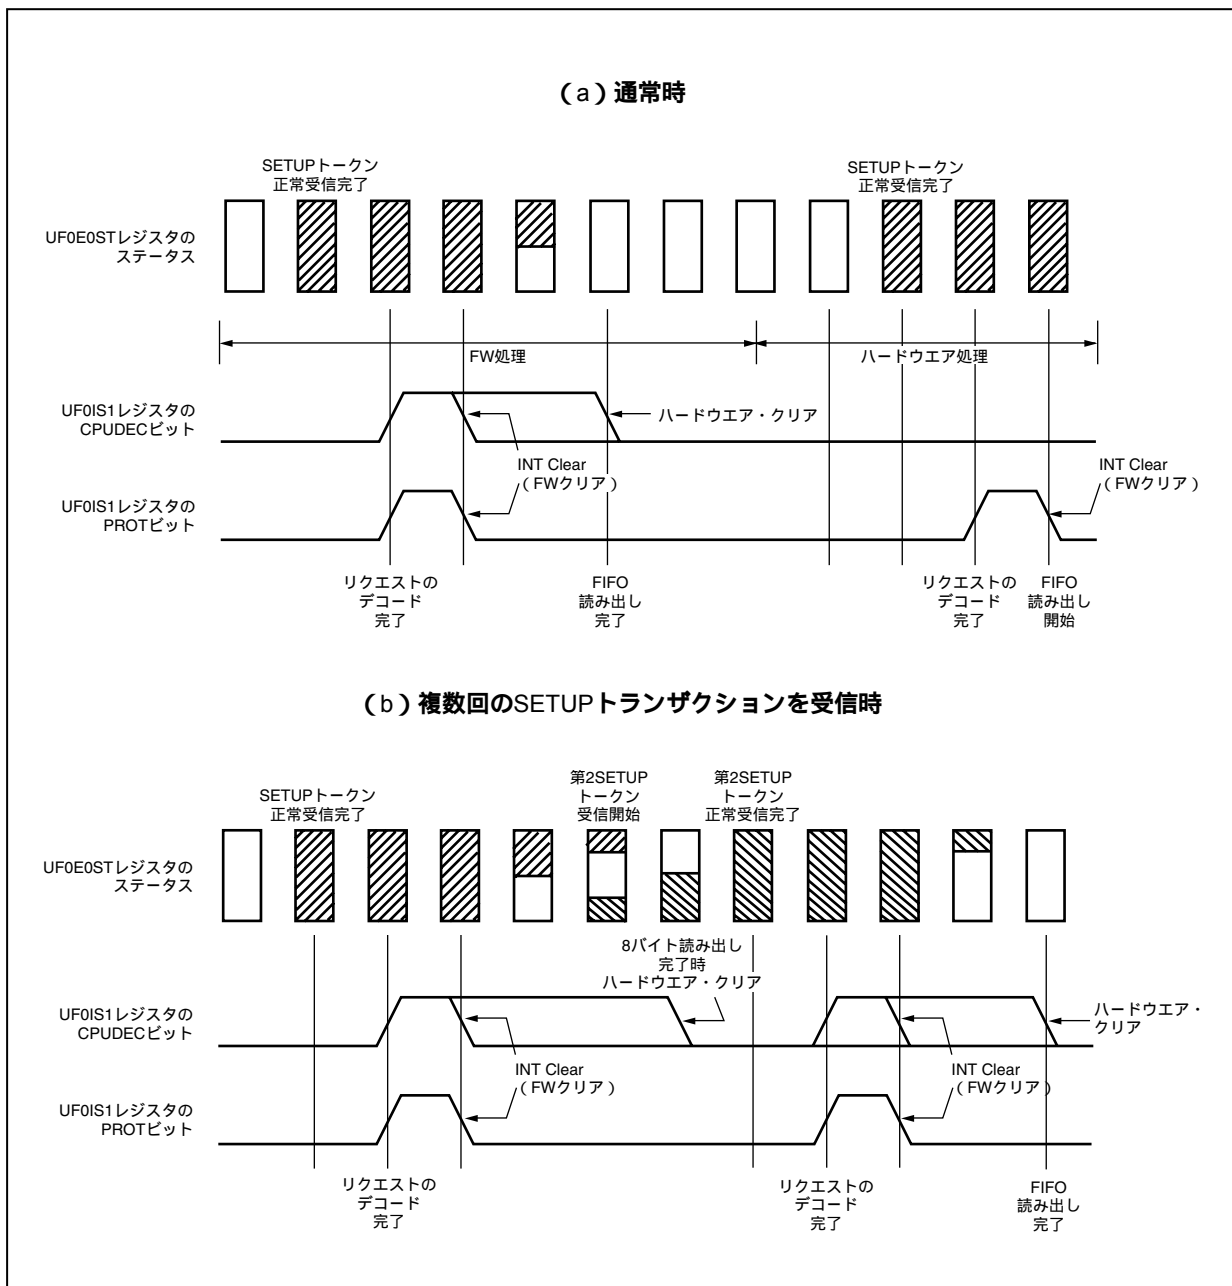 (a)通常時
SETUPトークン
正常受信完了
SETUPトークン
正常受信完了
UF0E0STレジスタの
ステータス
FW処理
ハードウエア処理
UF0IS1レジスタの
CPUDECビット
ハードウエア・クリア
INT Clear
(FWクリア)
INT Clear
(FWクリア)
UF0IS1レジスタの
PROTビット
リクエストの
デコード
完了
FIFO
読み出し
完了
リクエストの
デコード
完了
FIFO
読み出し
開始
(b)複数回のSETUPトランザクションを受信時
SETUPトークン
正常受信完了
第2SETUP
トークン
受信開始
第2SETUP
トークン
正常受信完了
UF0E0STレジスタの
ステータス
8バイト読み出し
完了時
ハードウエア・クリア
UF0IS1レジスタの
CPUDECビット
ハードウエア・
クリア
INT Clear
(FWクリア)
INT Clear
(FWクリア)
UF0IS1レジスタの
PROTビット
リクエストの
デコード
完了
リクエストの
デコード
完了
FIFO
読み出し
完了